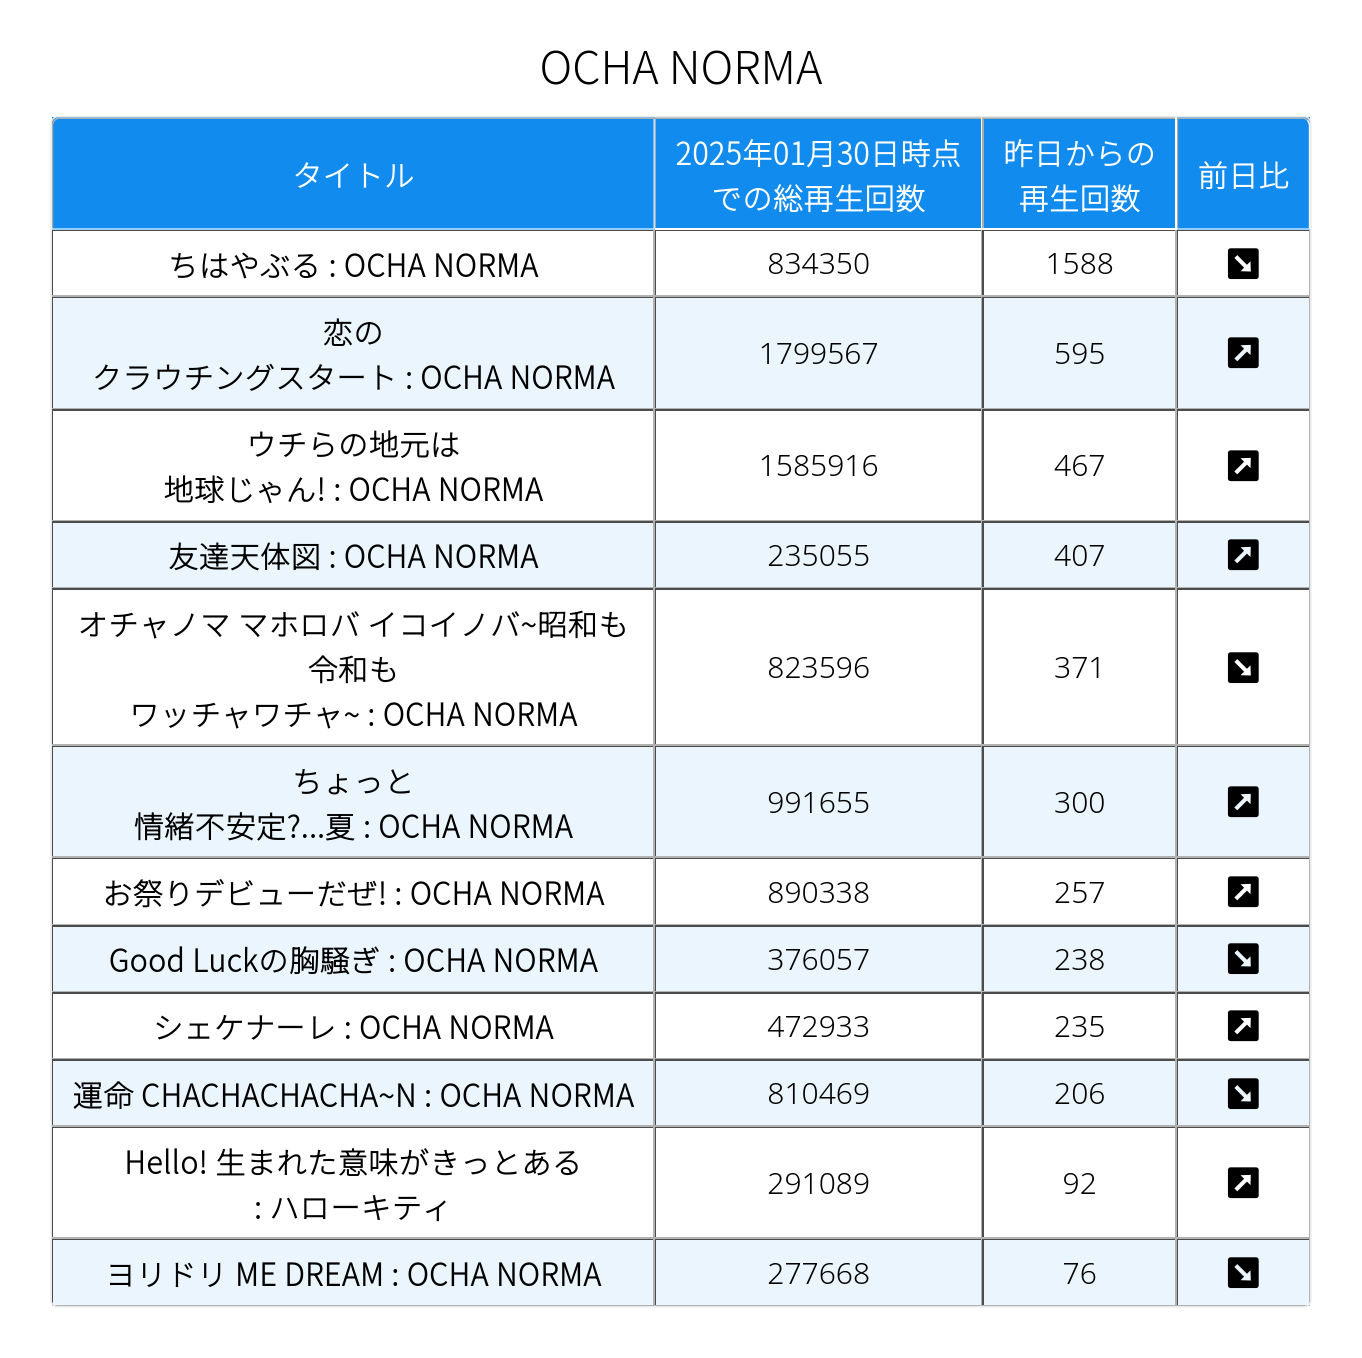 OCHA NORMA
タイトル
2025年01月30日時点
での総再生回数
昨日からの
再生回数
前日比
ちはやぶる : OCHA NORMA
834350
1588
恋の
クラウチングスタート : OCHA NORMA
1799567
595
ウチらの地元は
地球じゃん! : OCHA NORMA
1585916
467
友達天体図 : OCHA NORMA
235055
407
オチャノマ マホロバ イコイノバ~昭和も
令和も
ワッチャワチャ~ : OCHA NORMA
823596
371
ちょっと
情緒不安定?...夏 : OCHA NORMA
991655
300
お祭りデビューだぜ! : OCHA NORMA
890338
257
Good Luckの胸騒ぎ : OCHA NORMA
376057
238
シェケナーレ : OCHA NORMA
472933
235
運命 CHACHACHACHA~N : OCHA NORMA
810469
206
Hello! 生まれた意味がきっとある
: ハローキティ
291089
92
ヨリドリ ME DREAM : OCHA NORMA
277668
76